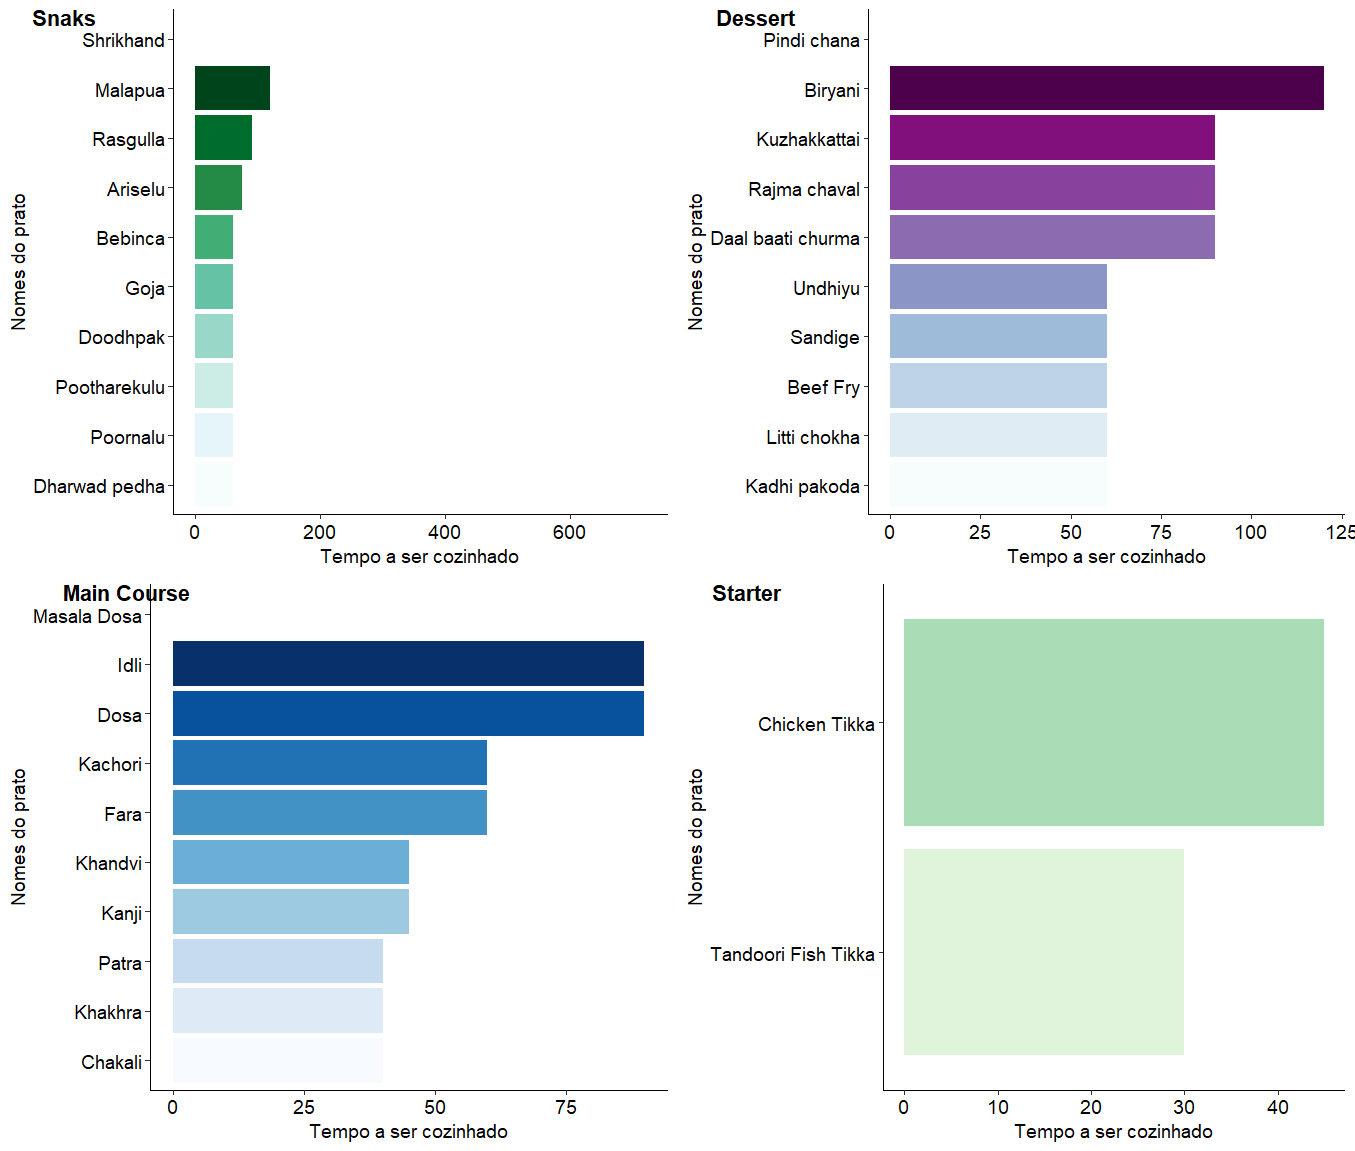 Snaks
Shrikhand
Malapua
Rasgulla
Ariselu
Bebinca
Goja
Doodhpak
Pootharekulu
Poornalu
Dharwad pedha
Nomes do prato
0 200 400 600
Tempo a ser cozinhado
Dessert
Pindi chana
Biryani
Kuzhakkattai
Rajma chaval
Daal baati churma
Undhiyu
Sandige
Beef Fry
Litti chokha
Kadhi pakoda
Nomes do prato
0 25 50 75 100 125
Tempo a ser cozinhado
Main Course
Masala Dosa
Idli
Dosa
Kachori
Fara
Khandvi
Kanji
Patra
Khakhra
Chakali
Nomes do prato
0 25 50 75
Tempo a ser cozinhado
Starter
Chicken Tikka
Tandoori Fish Tikka
Nomes do prato
0 10 20 30 40
Tempo a ser cozinhado